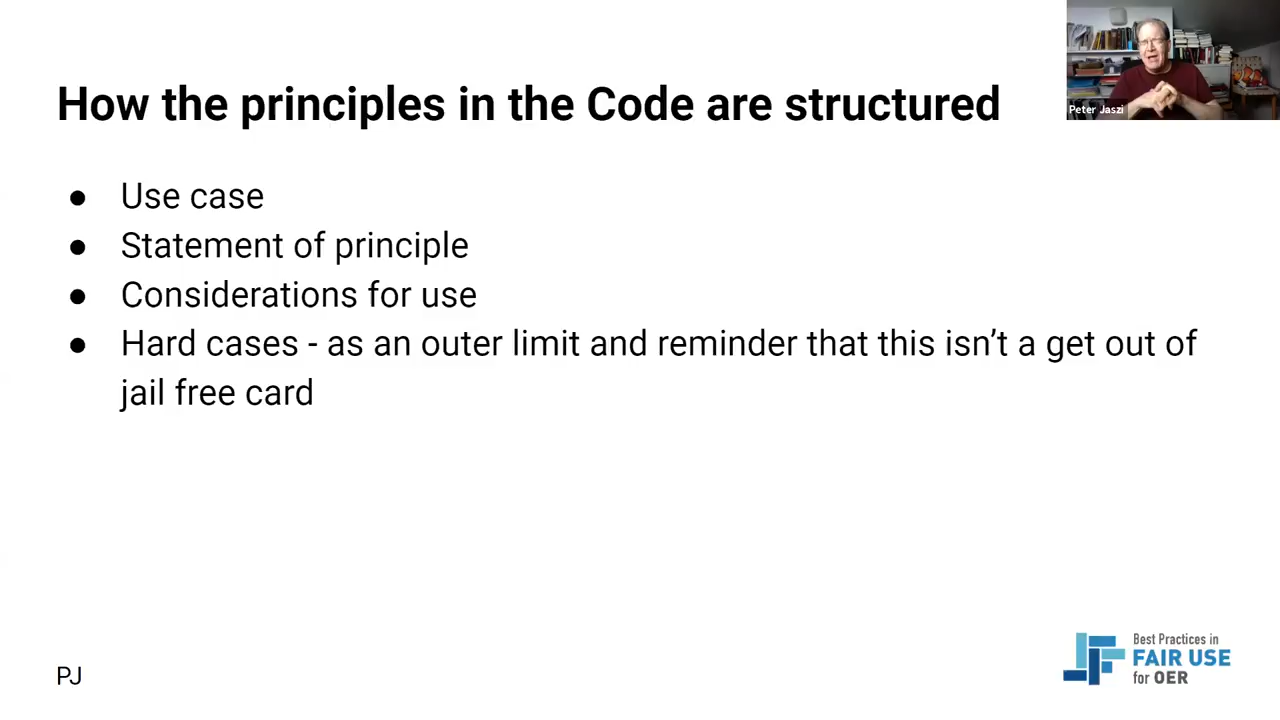 How the principles in the Code are structured
Peter Jaszi
● Use case
● Statement of principle
● Considerations for use
● Hard cases - as an outer limit and reminder that this isn’t a get out of
jail free card
PJ
Best Practices in
FAIR USE
for OER